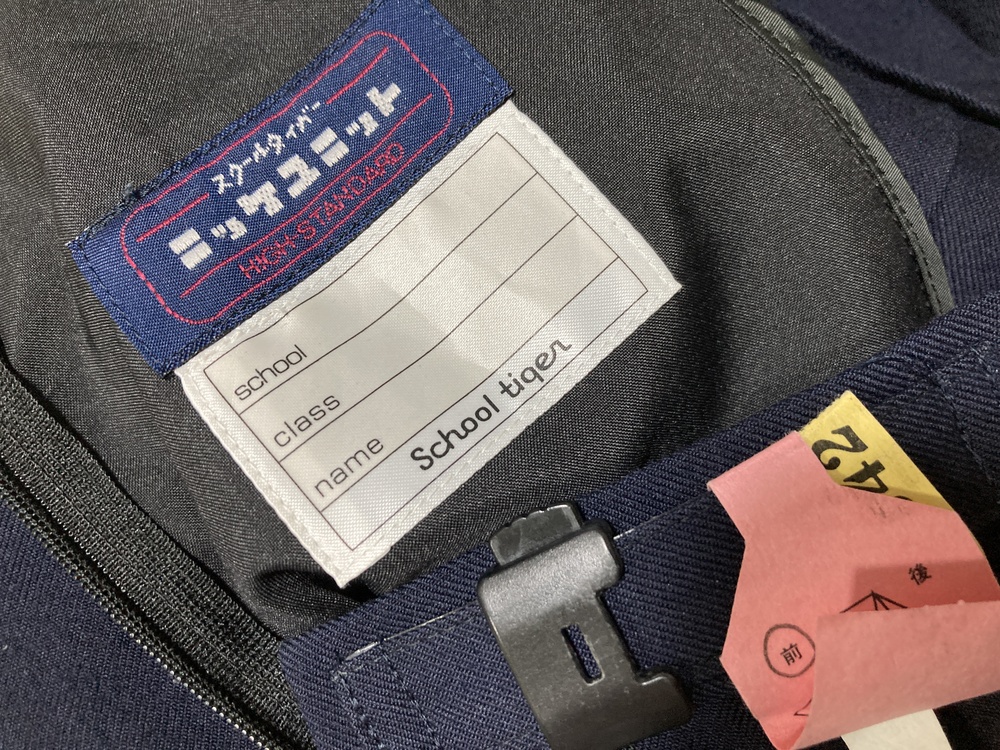 スクールタイガー
ニッケユニット
HIGH STANDARD
school
class
name
School tiger
42
後
前